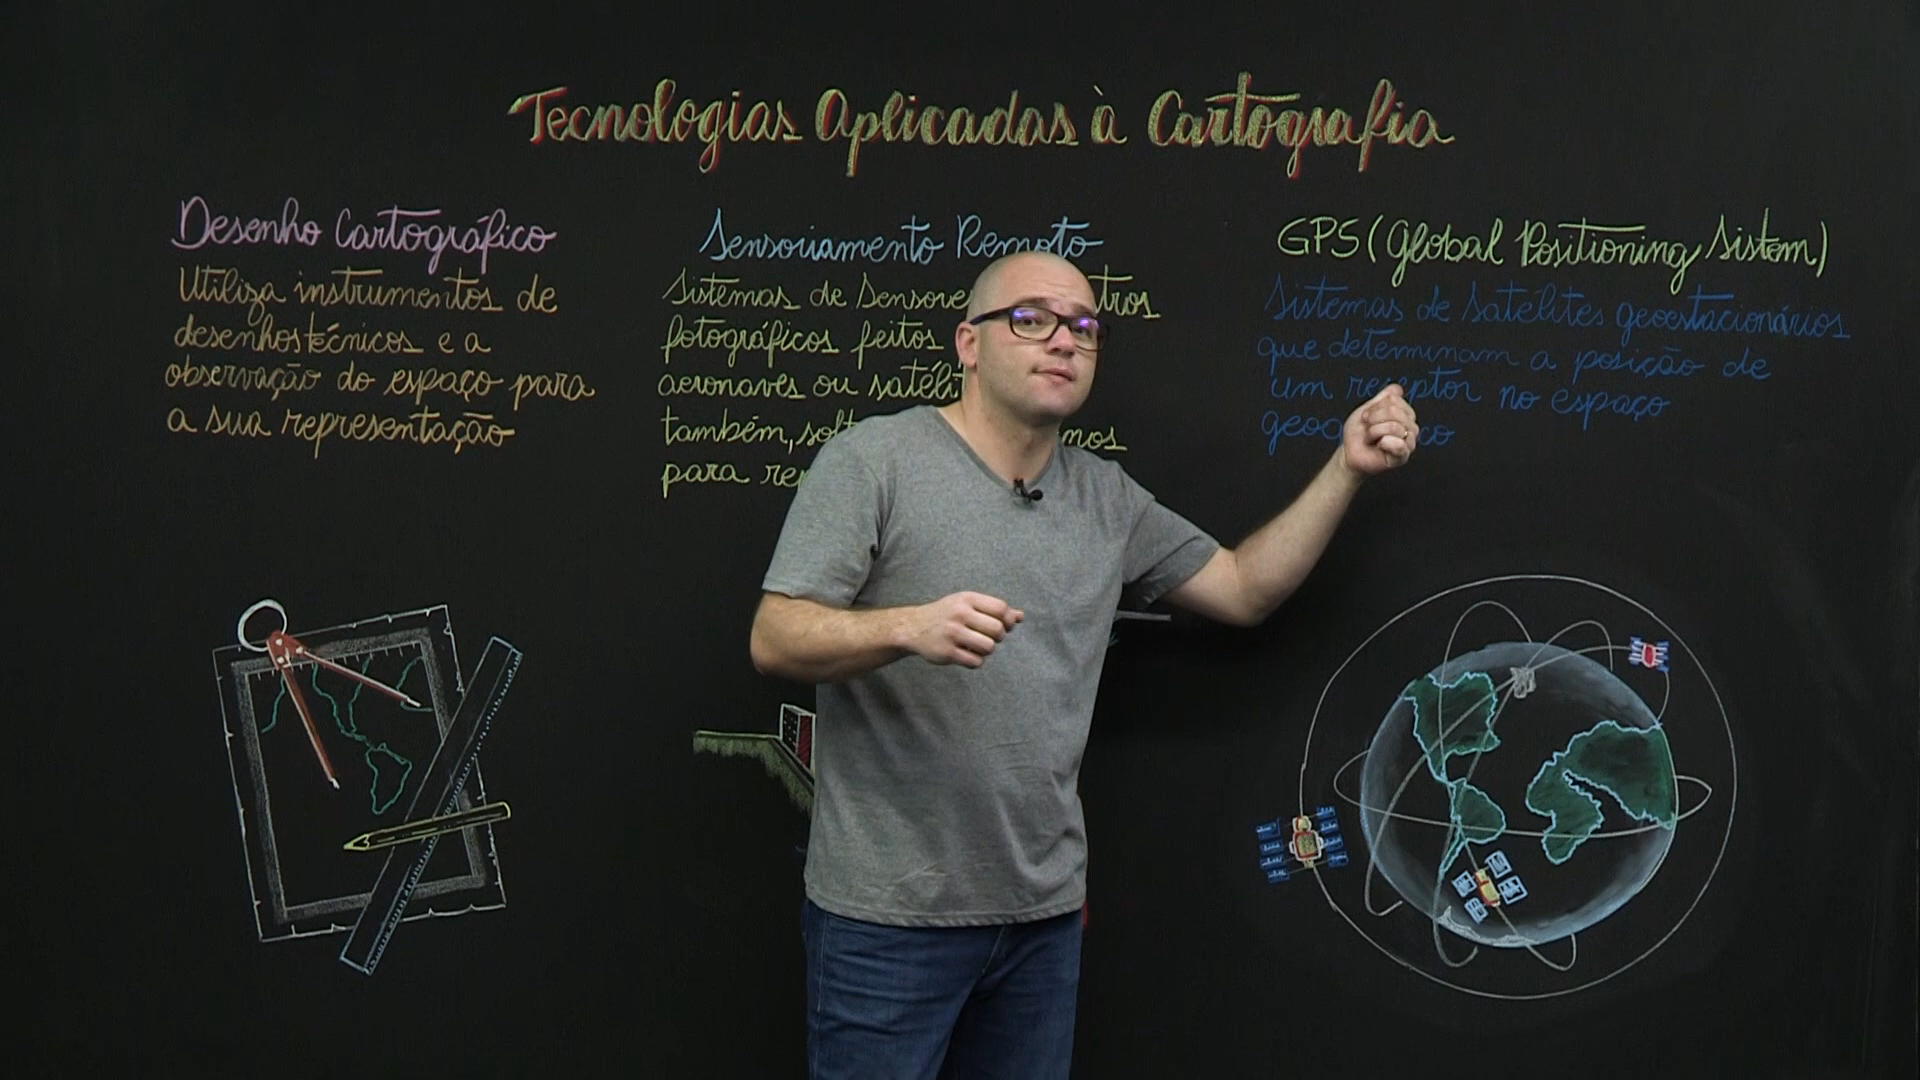 Tecnologias Aplicadas à Cartografia
Desenho Cartográfico
Utiliza instrumentos de
desenhos técnicos e a
observação do espaço para
a sua representação
Sensoriamento Remoto
Sistemas de
fotográficos feitos
aeronaves ou
também,
para
GPS (Global Positioning Sistem)
Sistemas de Satélites geoestacionários
que determinam a posição de
um receptor no espaço